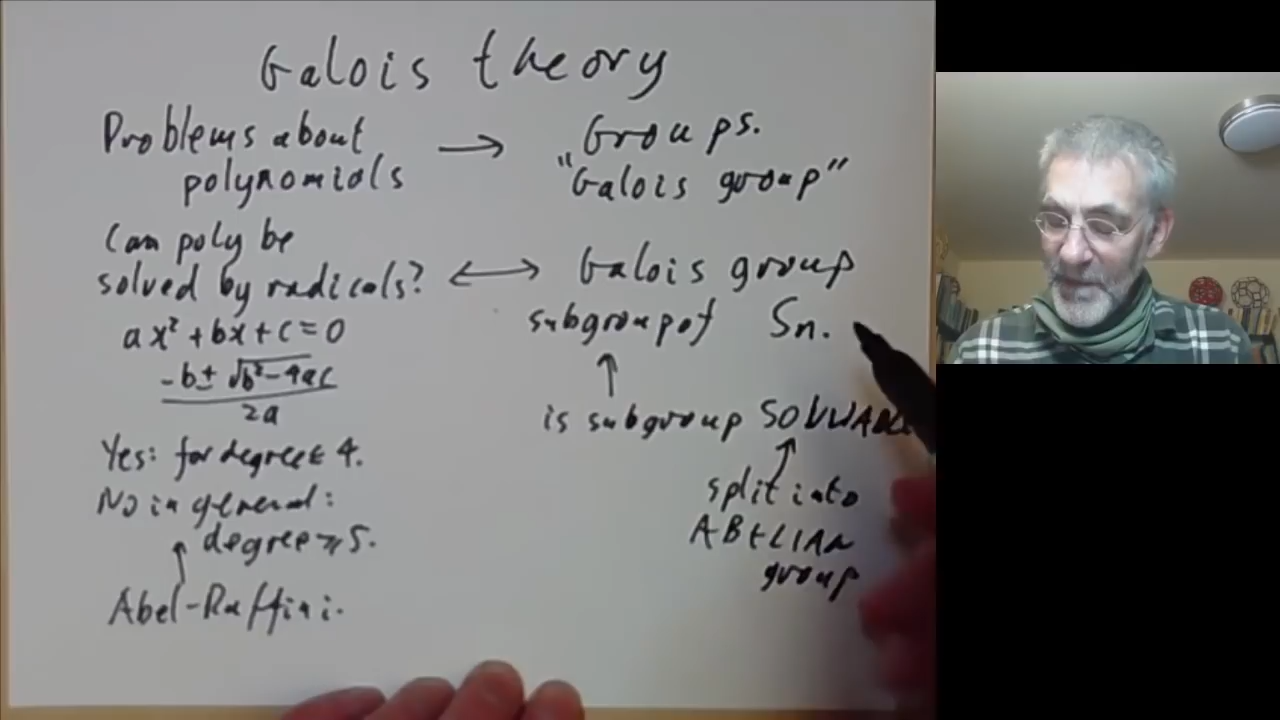 Galois theory
Problems about
polynomials
→ Groups.
"Galois group"
Can poly be
solved by radicals?
ax² + bx + c = 0
-b ± √b²-4ac
2a
Yes: for degree ≤ 4.
No in general:
degree ≥ 5.
↑
Abel-Ruffini.
↔ Galois group
subgroup of Sn.
↑
is subgroup SOLVABLE
↑
split into
ABELIAN
group